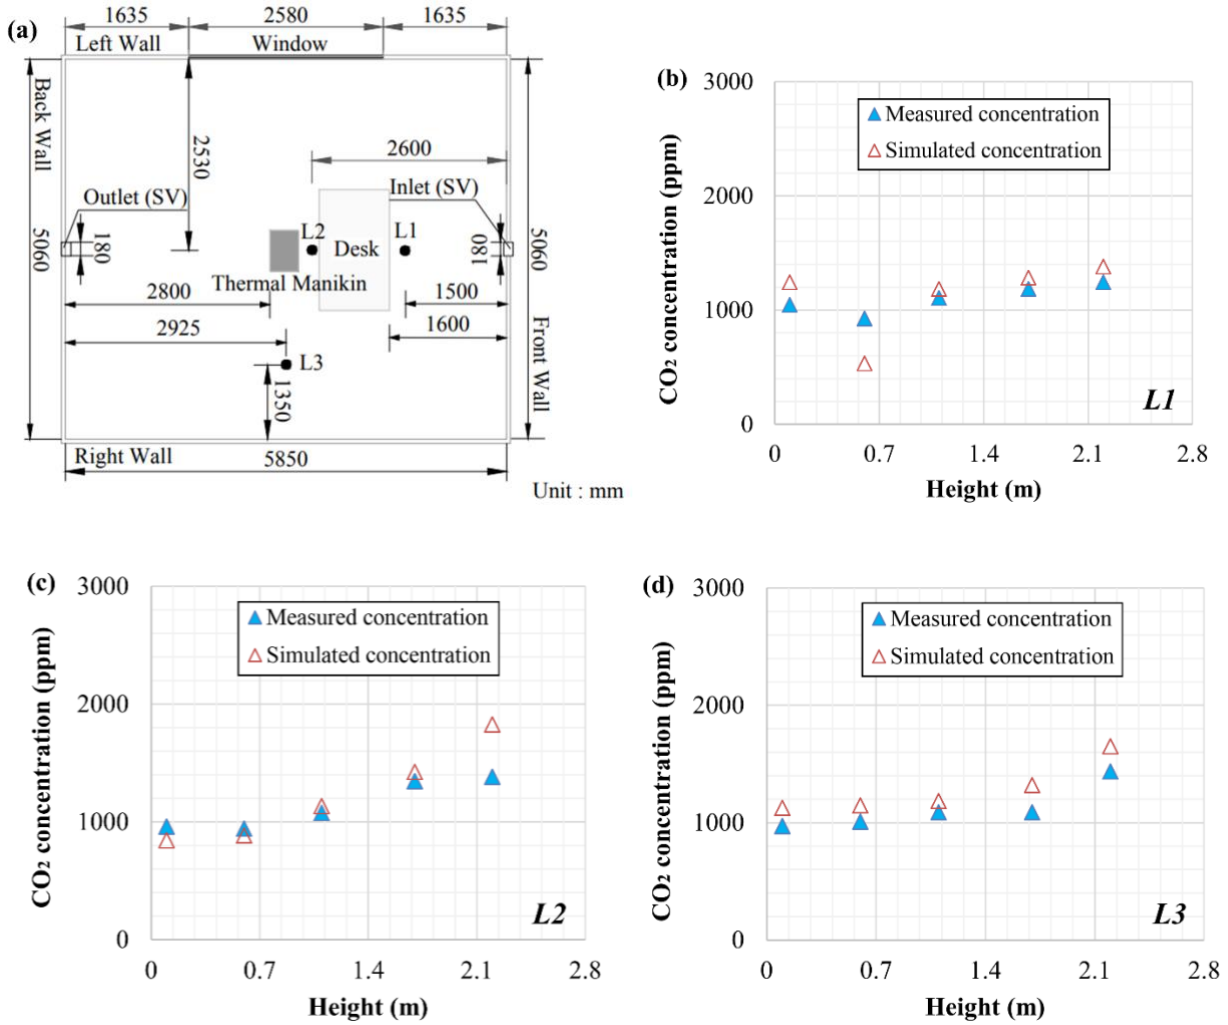 (a)
1635
2580
1635
Left Wall
Window
Back Wall
2530
2600
Outlet (SV)
Inlet (SV)
5060
180
L2
Desk
L1
180
5060
Thermal Manikin
2800
1500
2925
1600
L3
1350
Front Wall
Right Wall
5850
Unit : mm
(b)
CO₂ concentration (ppm)
3000
2000
1000
0
Measured concentration
Simulated concentration
L1
0 0.7 1.4 2.1 2.8
Height (m)
(c)
CO₂ concentration (ppm)
3000
2000
1000
0
Measured concentration
Simulated concentration
L2
0 0.7 1.4 2.1 2.8
Height (m)
(d)
CO₂ concentration (ppm)
3000
2000
1000
0
Measured concentration
Simulated concentration
L3
0 0.7 1.4 2.1 2.8
Height (m)